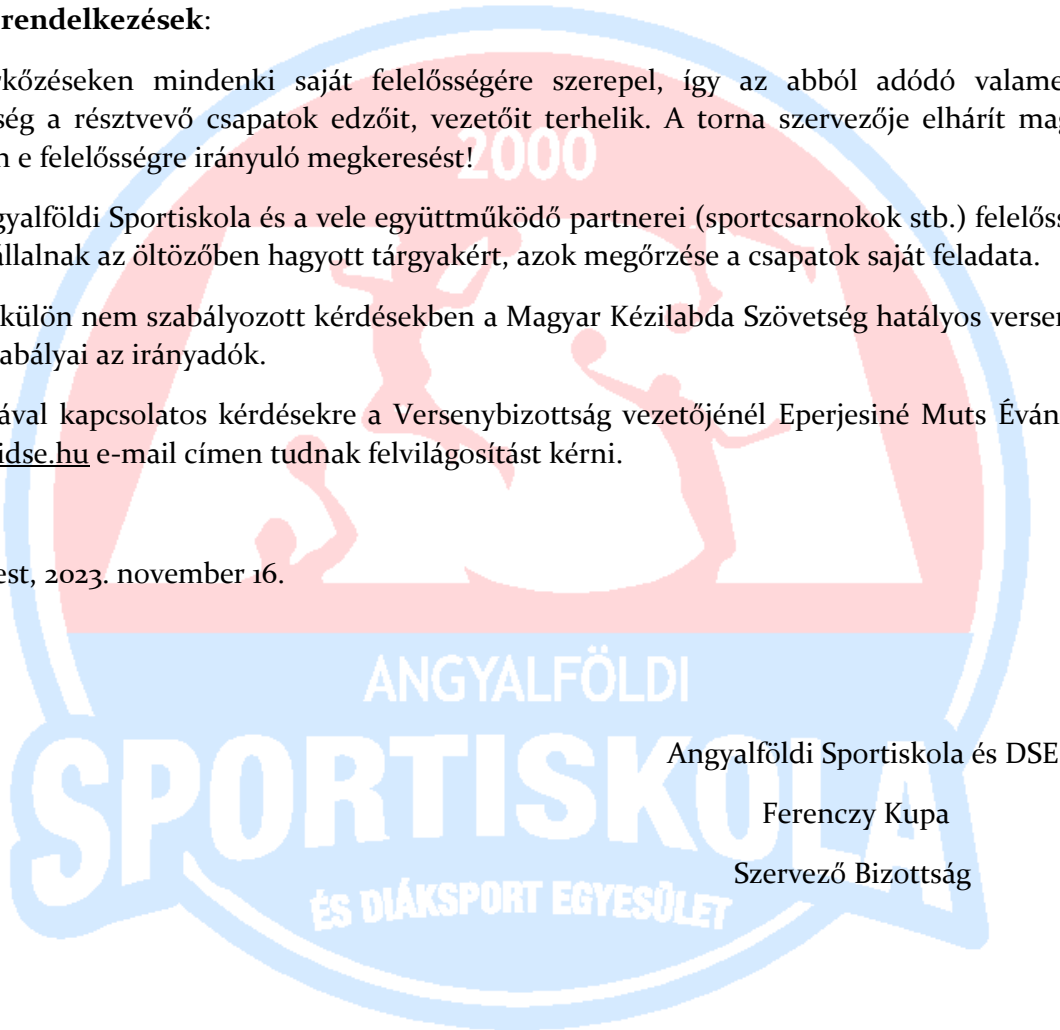 rendelkezések:
rkőzéseken mindenki saját felelősségére szerepel, így az abból adódó valame
ség a résztvevő csapatok edzőit, vezetőit terhelik. A torna szervezője elhárít mag
n e felelősségre irányuló megkeresést!
2000
gyalföldi Sportiskola és a vele együttműködő partnerei (sportcsarnokok stb.) felelőss
állalnak az öltözőben hagyott tárgyakért, azok megőrzése a csapatok saját feladata.
külön nem szabályozott kérdésekben a Magyar Kézilabda Szövetség hatályos versen
abályai az irányadók.
ával kapcsolatos kérdésekre a Versenybizottság vezetőjénél Eperjesiné Muts Éván
idse.hu e-mail címen tudnak felvilágosítást kérni.
est, 2023. november 16.
ANGYALFÖLDI
SPORTISKOLA
ÉS DIÁKSPORT EGYESÜLET
Angyalföldi Sportiskola és DSE
Ferenczy Kupa
Szervező Bizottság